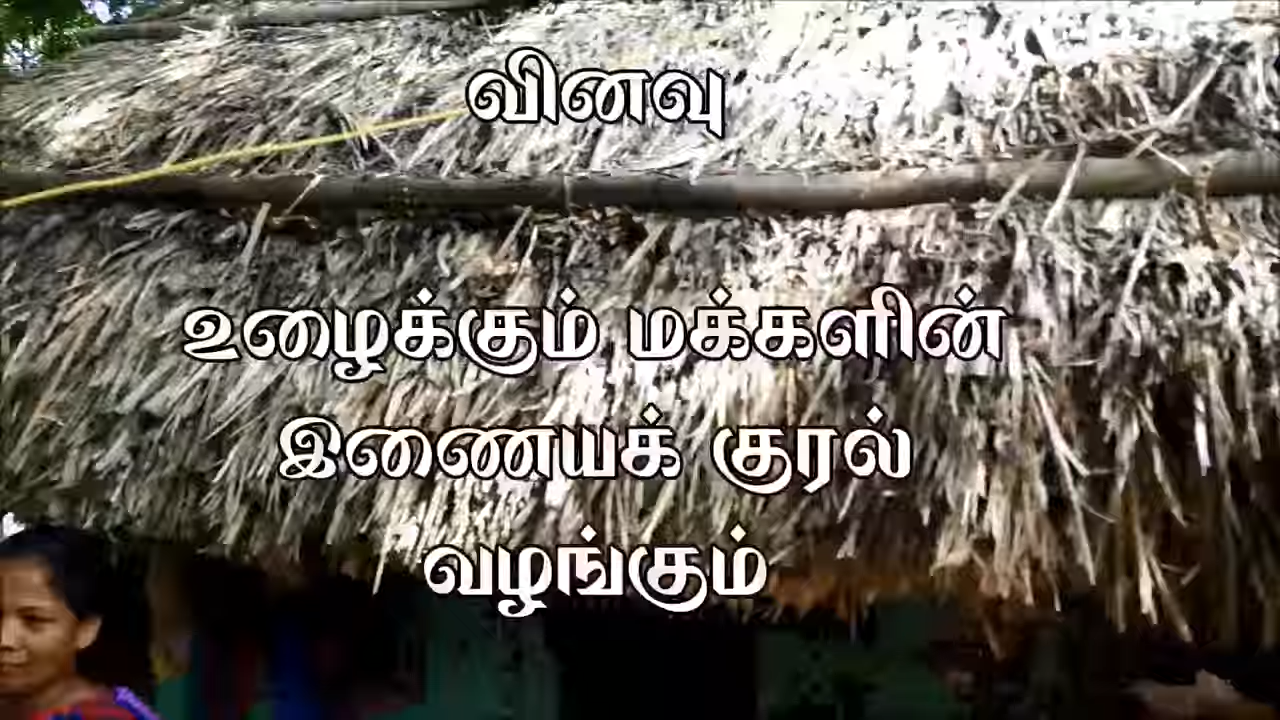 வினவு
உழைக்கும் மக்களின்
இணையக் குரல்
வழங்கும்